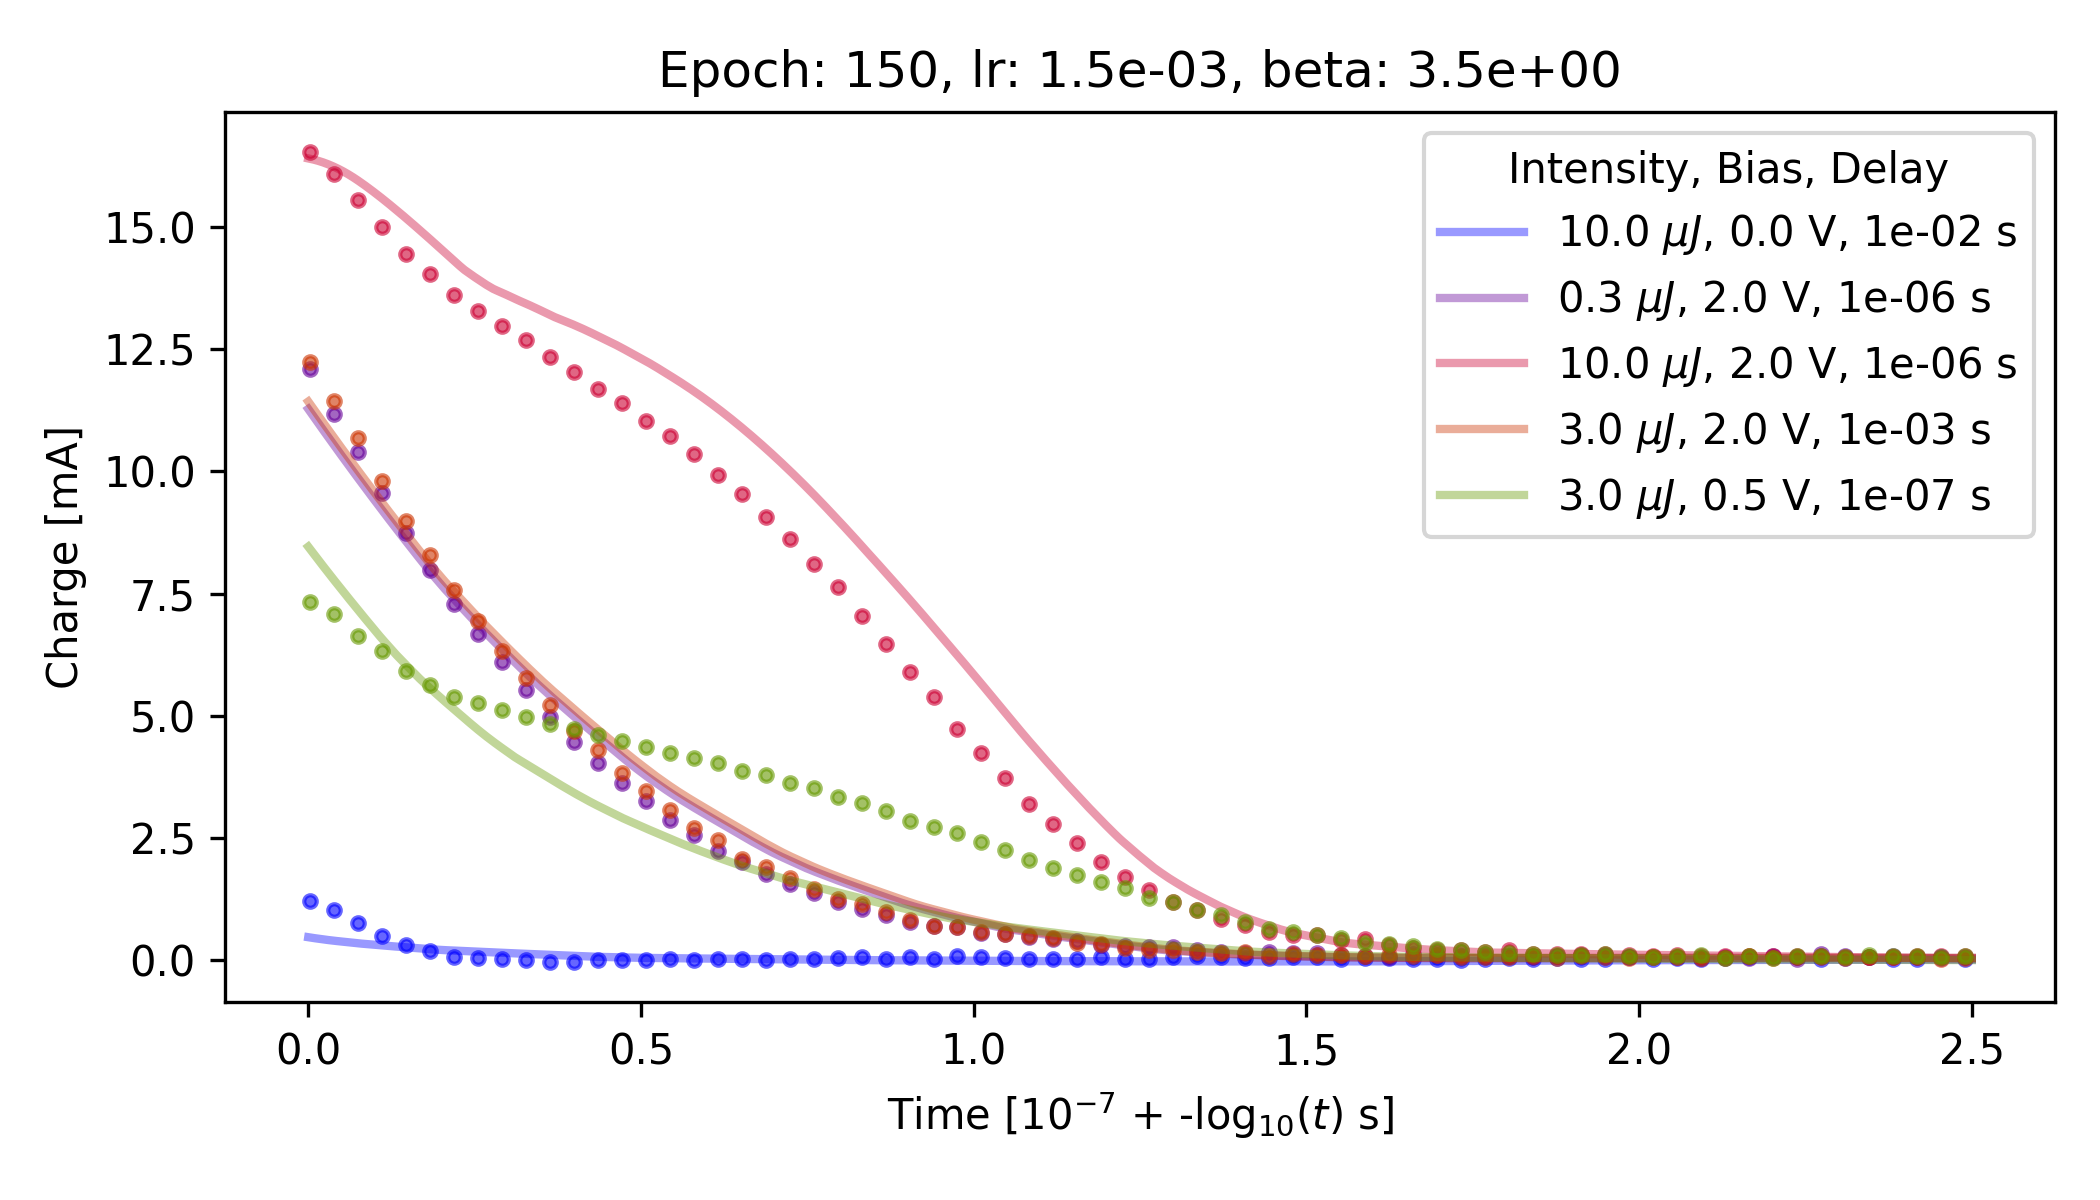 Epoch: 150, lr: 1.5e-03, beta: 3.5e+00
Intensity, Bias, Delay
10.0 μJ, 0.0 V, 1e-02 s
0.3 μJ, 2.0 V, 1e-06 s
10.0 μJ, 2.0 V, 1e-06 s
3.0 μJ, 2.0 V, 1e-03 s
3.0 μJ, 0.5 V, 1e-07 s
Charge [mA]
15.0
12.5
10.0
7.5
5.0
2.5
0.0
0.0 0.5 1.0 1.5 2.0 2.5
Time [10⁻⁷ + -log₁₀(t) s]